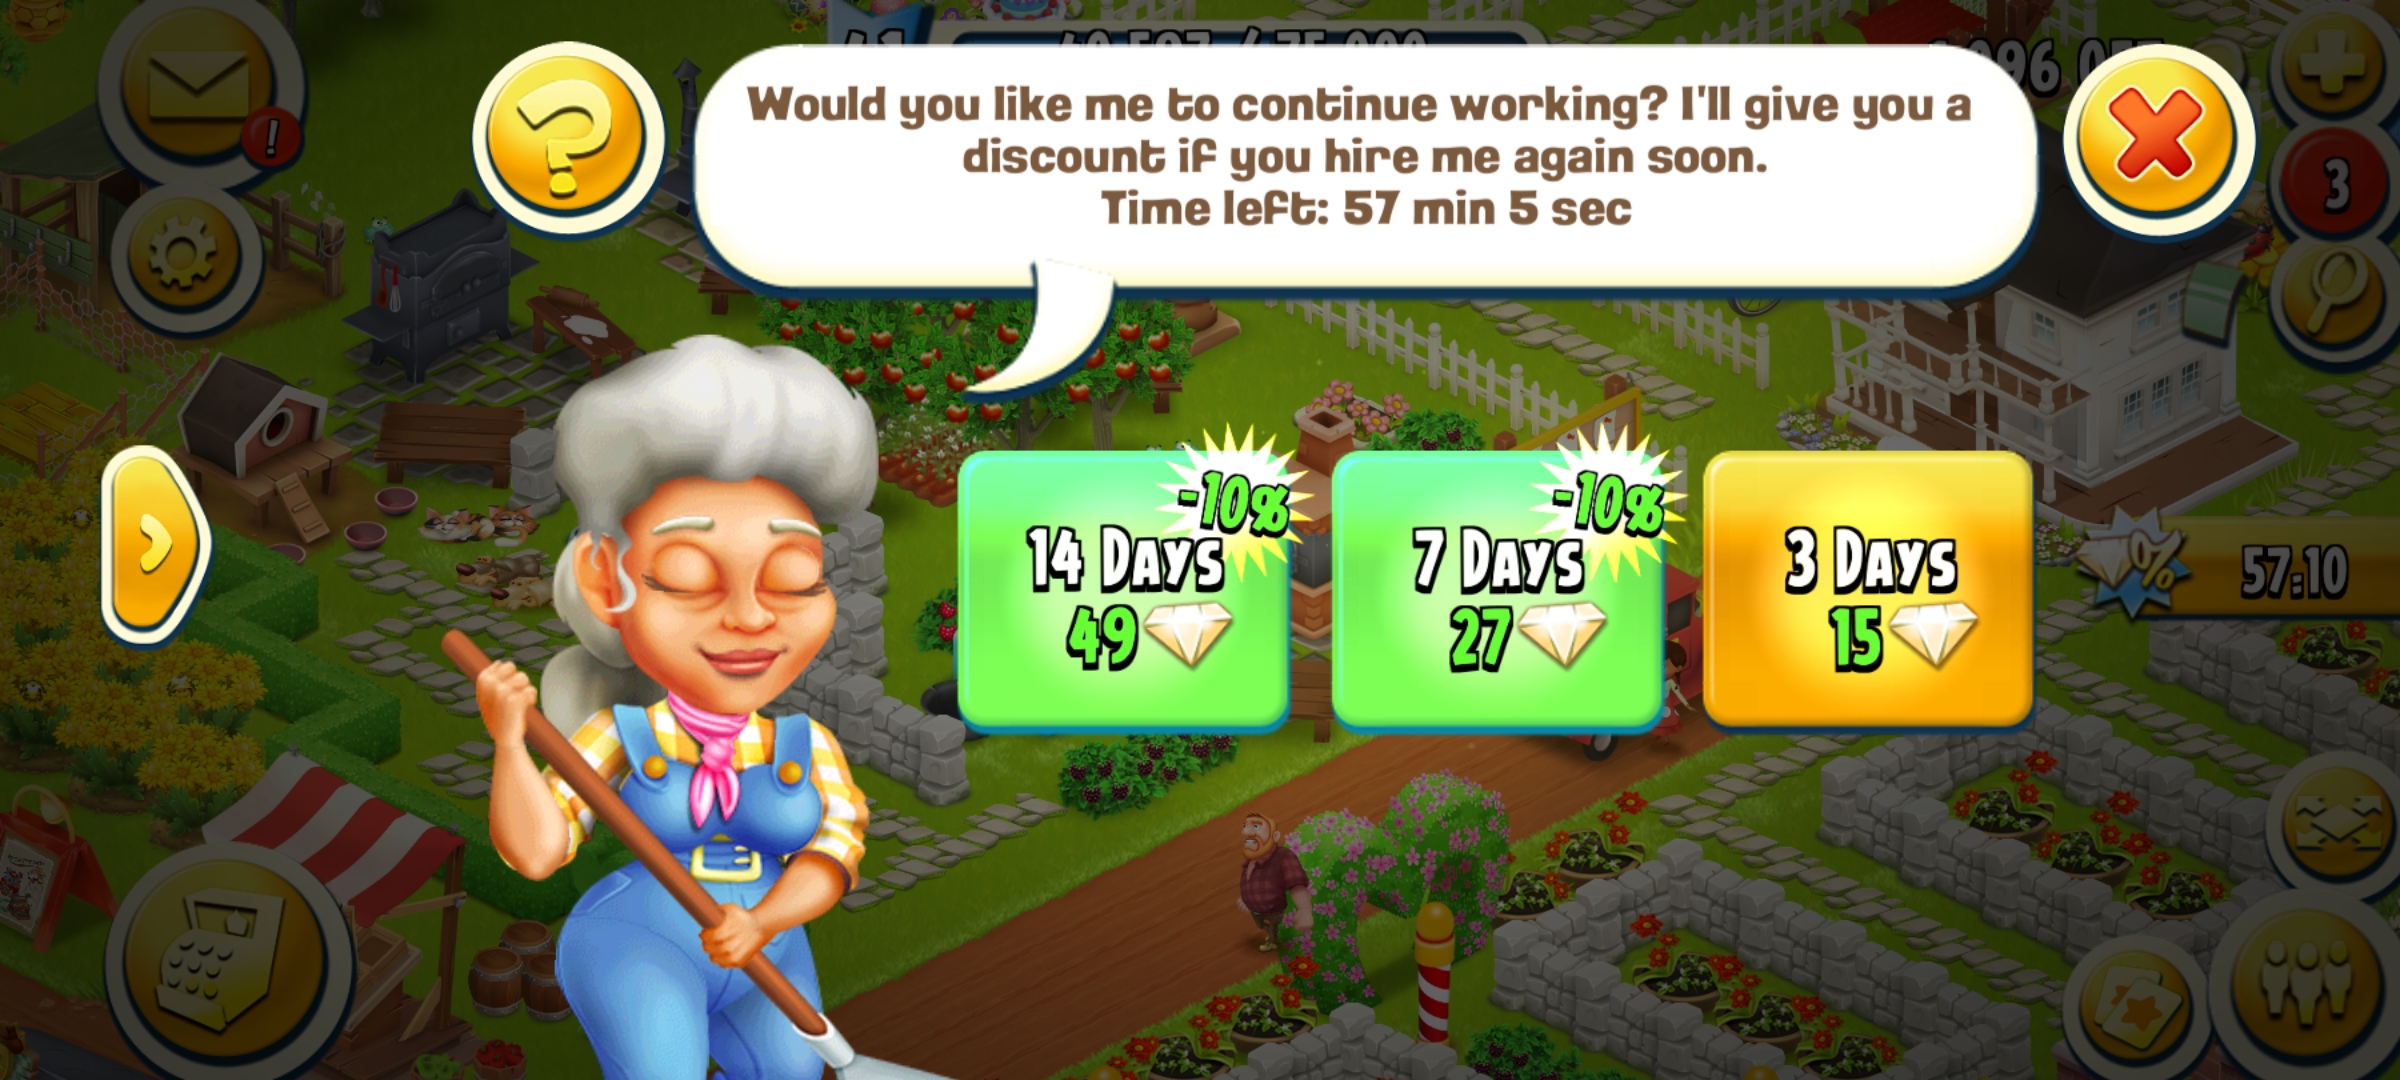 Would you like me to continue working? I'll give you a
discount if you hire me again soon.
Time left: 57 min 5 sec
!
3
-10%
14 Days
49
-10%
7 Days
27
3 Days
15
%
57:10